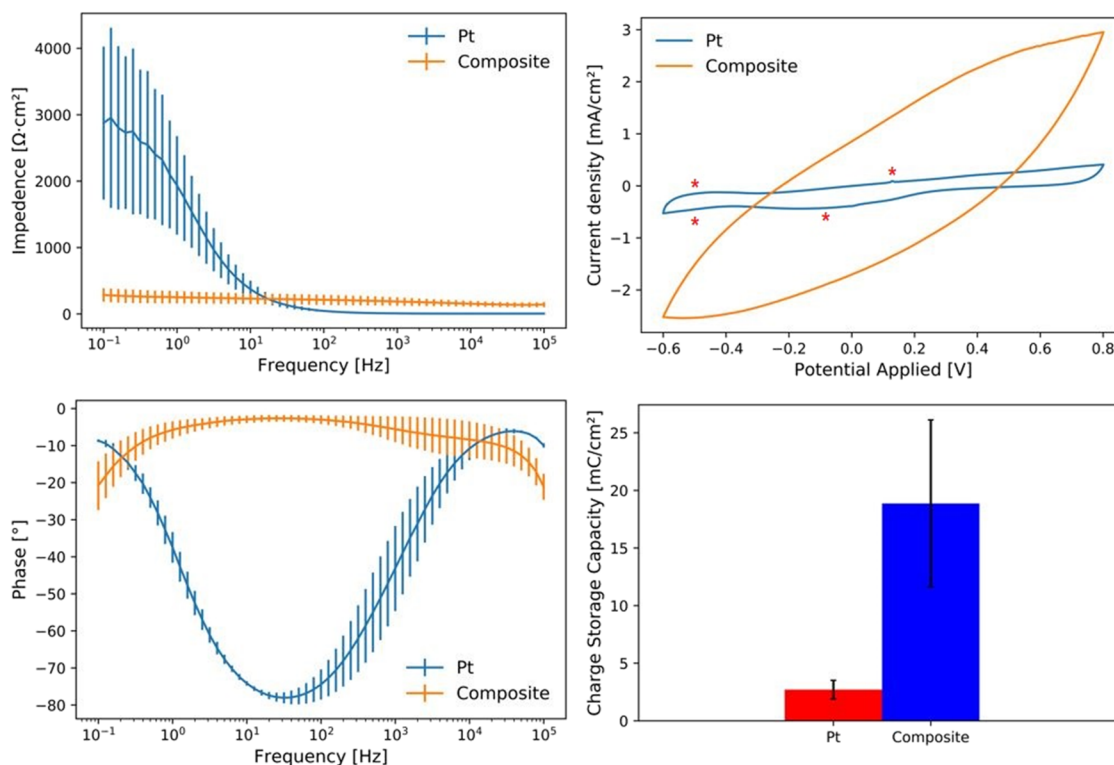 4000
3000
2000
1000
0
Impedence [Ω·cm²]
Pt
Composite
10⁻¹ 10⁰ 10¹ 10² 10³ 10⁴ 10⁵
Frequency [Hz]
3
2
1
0
−1
−2
Current density [mA/cm²]
Pt
Composite
*
*
*
*
−0.6 −0.4 −0.2 0.0 0.2 0.4 0.6 0.8
Potential Applied [V]
0
−10
−20
−30
−40
−50
−60
−70
−80
Phase [°]
Pt
Composite
10⁻¹ 10⁰ 10¹ 10² 10³ 10⁴ 10⁵
Frequency [Hz]
25
20
15
10
5
0
Charge Storage Capacity [mC/cm²]
Pt Composite